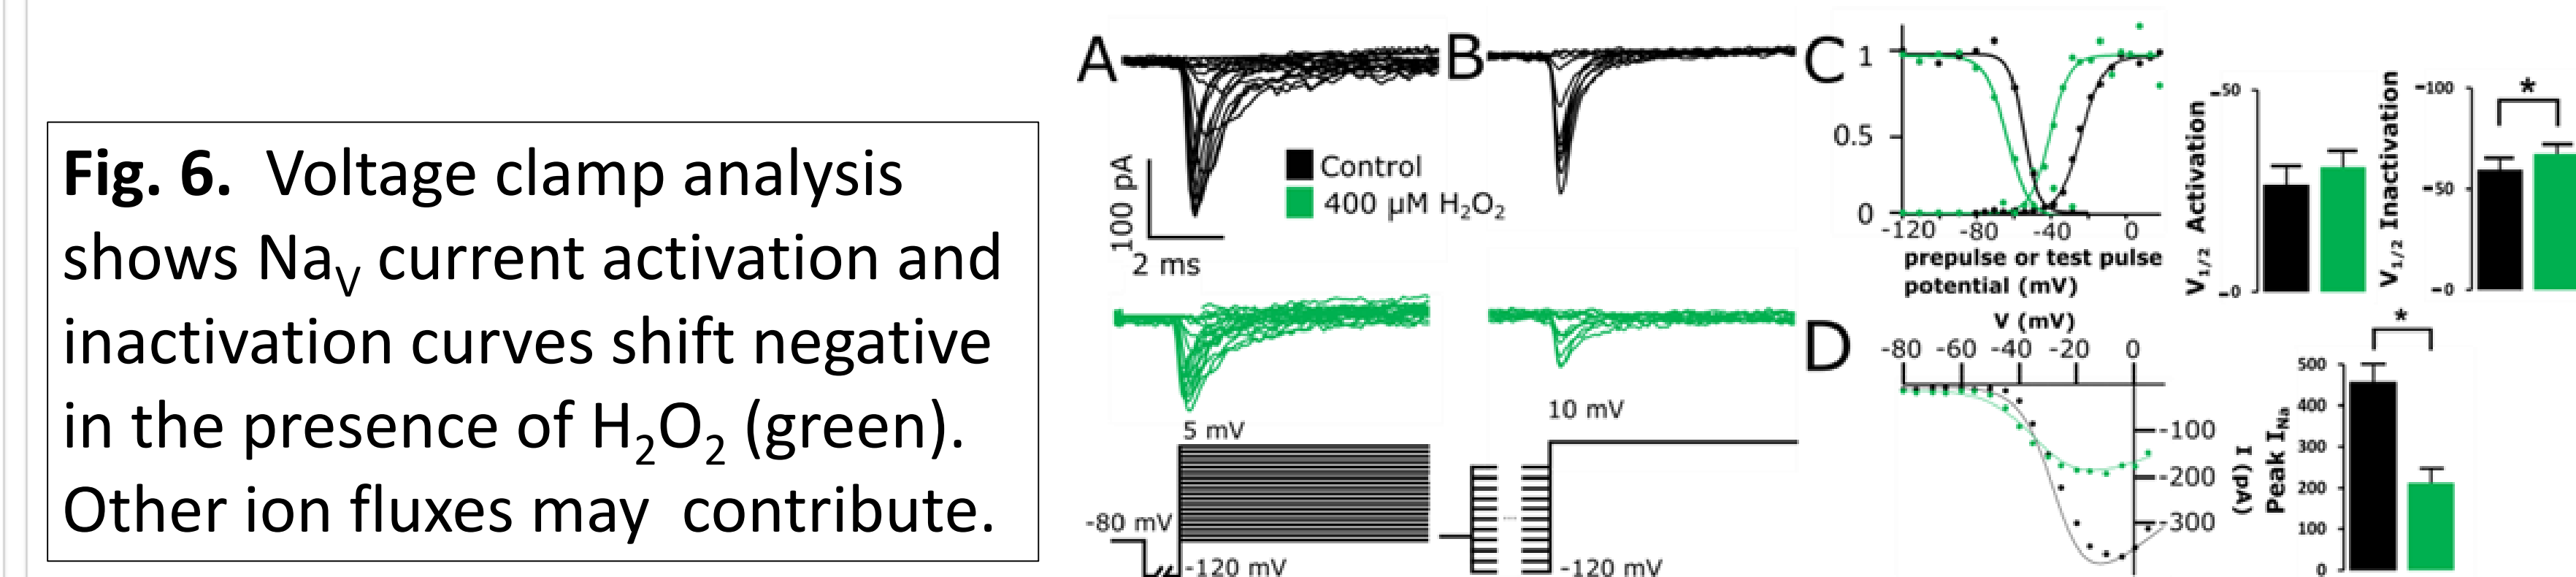 Fig. 6. Voltage clamp analysis
shows NaV current activation and
inactivation curves shift negative
in the presence of H2O2 (green).
Other ion fluxes may contribute.
A
100 pA
2 ms
Control
400 µM H2O2
5 mV
-80 mV
-120 mV
B
10 mV
-120 mV
C
1
0.5
0
-120 -80 -40 0
prepulse or test pulse
potential (mV)
V1/2 Activation
-50
-0
V1/2 Inactivation
-100
-50
-0
*
D
V (mV)
-80 -60 -40 -20 0
-100
-200
-300
I (pA)
Peak INa
500
400
300
200
100
0
*